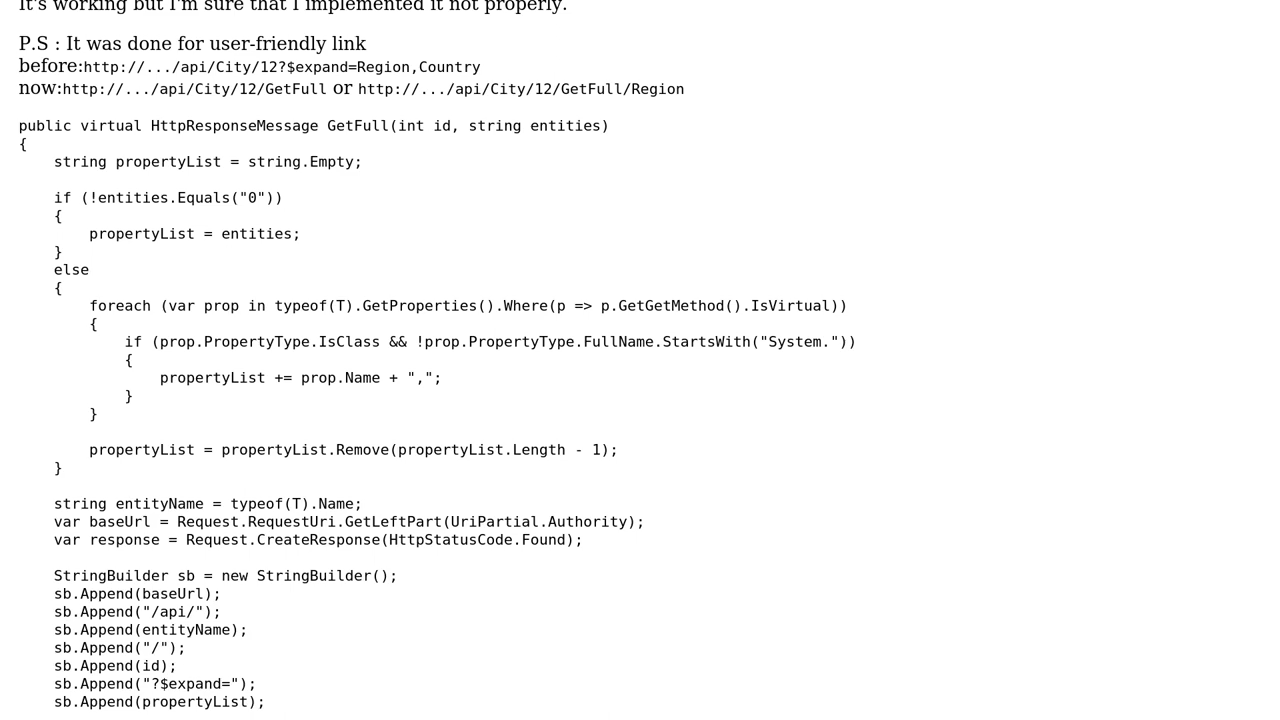 It's working but I'm sure that I implemented it not properly.
P.S : It was done for user-friendly link
before:http://.../api/City/12?$expand=Region,Country
now:http://.../api/City/12/GetFull or http://.../api/City/12/GetFull/Region
public virtual HttpResponseMessage GetFull(int id, string entities)
{
    string propertyList = string.Empty;
    if (!entities.Equals("0"))
    {
        propertyList = entities;
    }
    else
    {
        foreach (var prop in typeof(T).GetProperties().Where(p => p.GetGetMethod().IsVirtual))
        {
            if (prop.PropertyType.IsClass && !prop.PropertyType.FullName.StartsWith("System."))
            {
                propertyList += prop.Name + ",";
            }
        }
        propertyList = propertyList.Remove(propertyList.Length - 1);
    }
    string entityName = typeof(T).Name;
    var baseUrl = Request.RequestUri.GetLeftPart(UriPartial.Authority);
    var response = Request.CreateResponse(HttpStatusCode.Found);
    StringBuilder sb = new StringBuilder();
    sb.Append(baseUrl);
    sb.Append("/api/");
    sb.Append(entityName);
    sb.Append("/");
    sb.Append(id);
    sb.Append("?$expand=");
    sb.Append(propertyList);